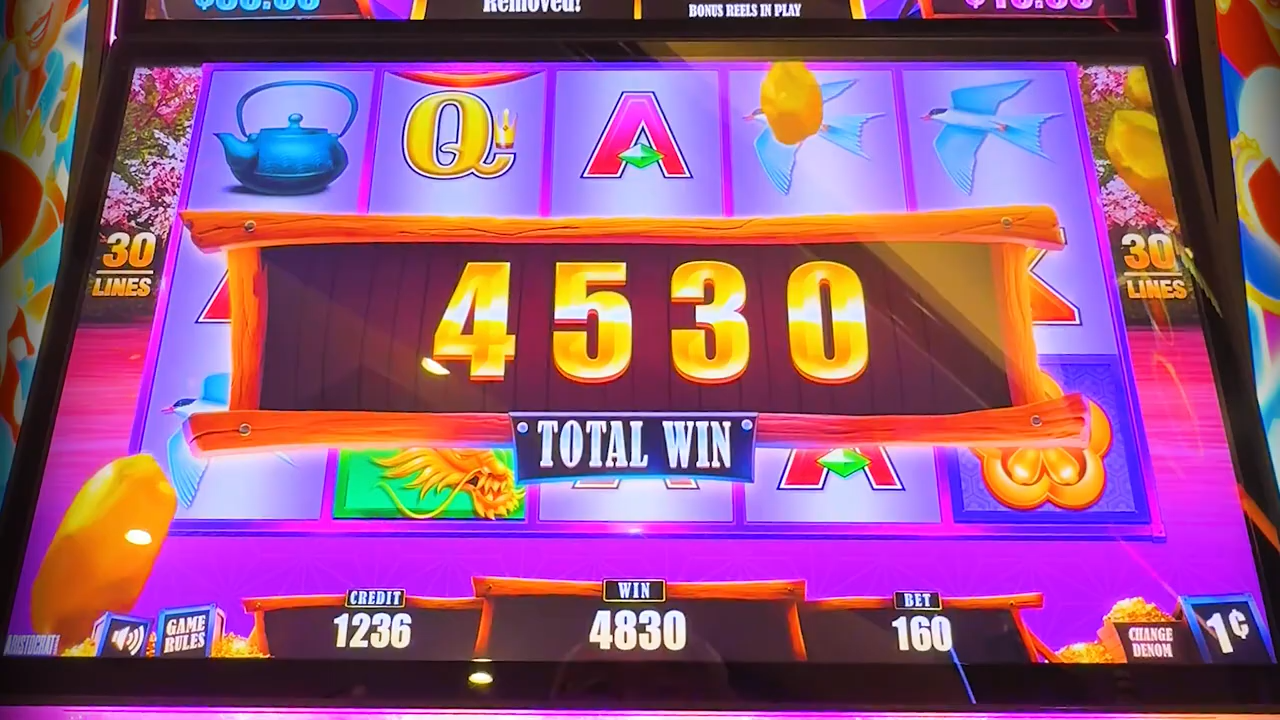 Removed!
BONUS REELS IN PLAY
Q
A
30
LINES
30
LINES
4530
TOTAL WIN
A
CREDIT
1236
WIN
4830
BET
160
ARISTOCRAT
GAME
RULES
CHANGE
DENOM
1¢